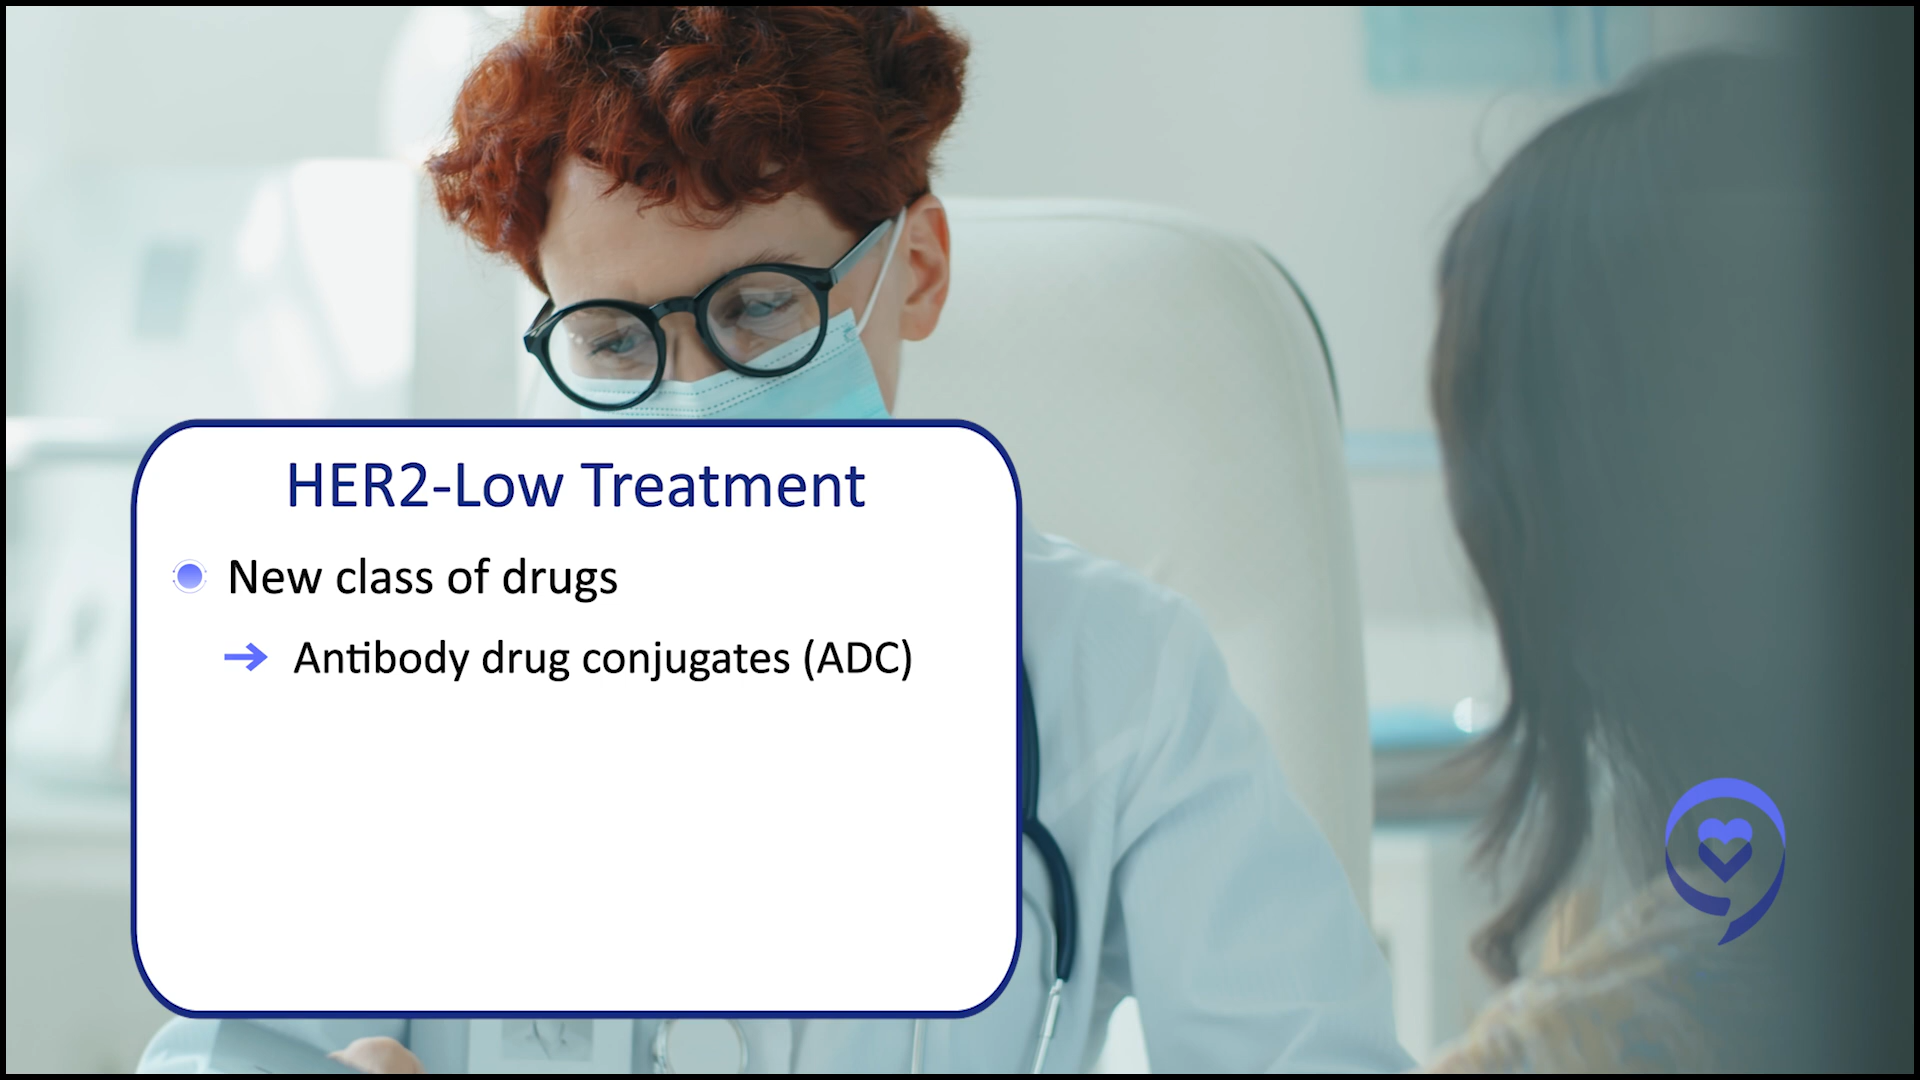 HER2-Low Treatment
New class of drugs
Antibody drug conjugates (ADC)